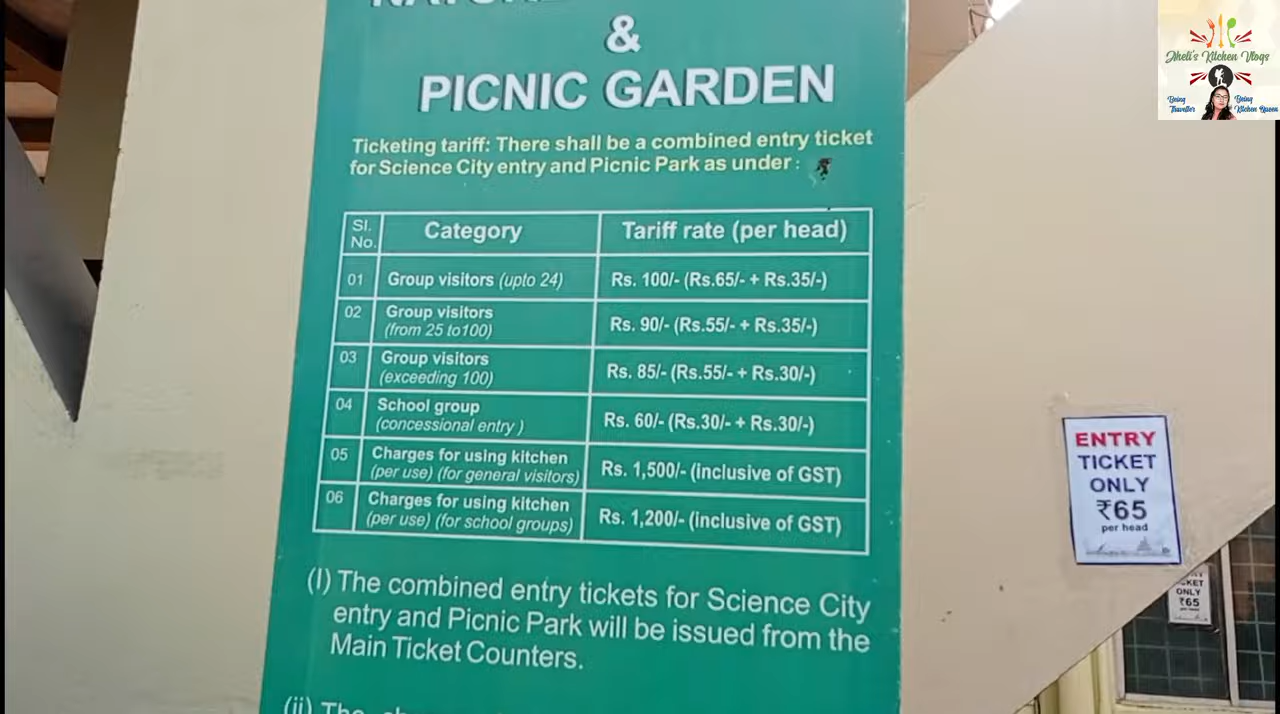 &
PICNIC GARDEN
Ticketing tariff: There shall be a combined entry ticket
for Science City entry and Picnic Park as under :
Sl. No. Category Tariff rate (per head)
01 Group visitors (upto 24) Rs. 100/- (Rs.65/- + Rs.35/-)
02 Group visitors (from 25 to100) Rs. 90/- (Rs.55/- + Rs.35/-)
03 Group visitors (exceeding 100) Rs. 85/- (Rs.55/- + Rs.30/-)
04 School group (concessional entry ) Rs. 60/- (Rs.30/- + Rs.30/-)
05 Charges for using kitchen (per use) (for general visitors) Rs. 1,500/- (inclusive of GST)
06 Charges for using kitchen (per use) (for school groups) Rs. 1,200/- (inclusive of GST)
(I) The combined entry tickets for Science City
entry and Picnic Park will be issued from the
Main Ticket Counters.
(ii) The
ENTRY
TICKET
ONLY
₹65
per head
ONLY
₹65
Jheli's Kitchen Vlogs
Being Traveller
Being Kitchen Queen